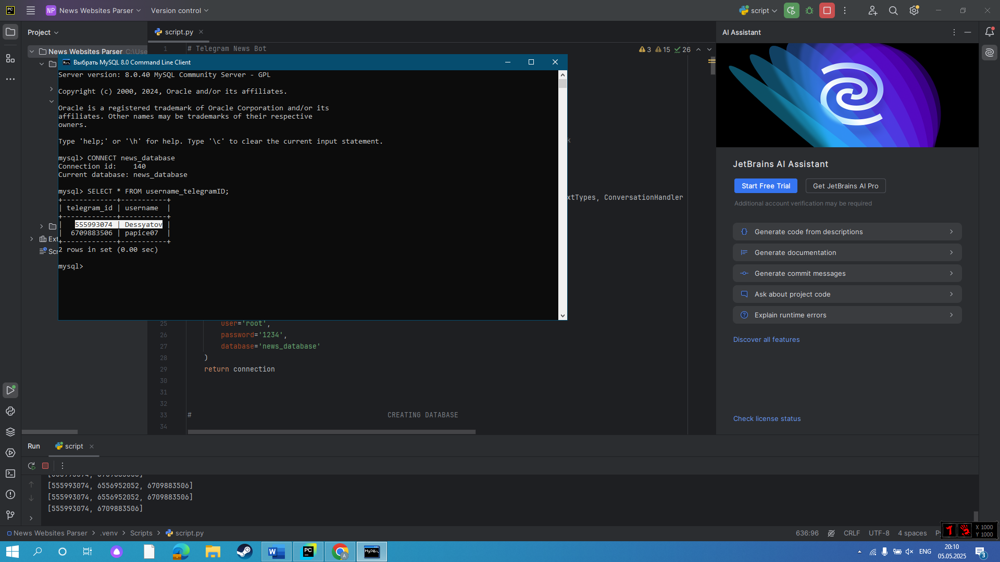 PC
NP News Websites Parser
Version control
script
Project
script.py
AI Assistant
News Websites Parser C:\Use
1 # Telegram News Bot
3 15 26
Выбрать MySQL 8.0 Command Line Client
Server version: 8.0.40 MySQL Community Server - GPL
Copyright (c) 2000, 2024, Oracle and/or its affiliates.
Oracle is a registered trademark of Oracle Corporation and/or its
affiliates. Other names may be trademarks of their respective
owners.
Type 'help;' or '\h' for help. Type '\c' to clear the current input statement.
mysql> CONNECT news_database
Connection id:    140
Current database: news_database
mysql> SELECT * FROM username_telegramID;
+-------------+-----------+
| telegram_id | username  |
+-------------+-----------+
|   555993074 | Dessyatov |
|  6709883506 | papice07  |
+-------------+-----------+
2 rows in set (0.00 sec)
mysql>
xtTypes, ConversationHandler
Ext
Scr
25 user='root',
26 password='1234',
27 database='news_database'
28 )
29 return connection
30
31
32
33 # CREATING DATABASE
34
JetBrains AI Assistant
Start Free Trial
Get JetBrains AI Pro
Additional account verification may be required
Generate code from descriptions
Generate documentation
Generate commit messages
Ask about project code
Explain runtime errors
Discover all features
Check license status
Run
script
[555993074, 6556952052, 6709883506]
[555993074, 6556952052, 6709883506]
[555993074, 6709883506]
News Websites Parser > .venv > Scripts > script.py
636:96
CRLF
UTF-8
4 spaces
X 1000
Y 1000
ENG
20:10
05.05.2025
3